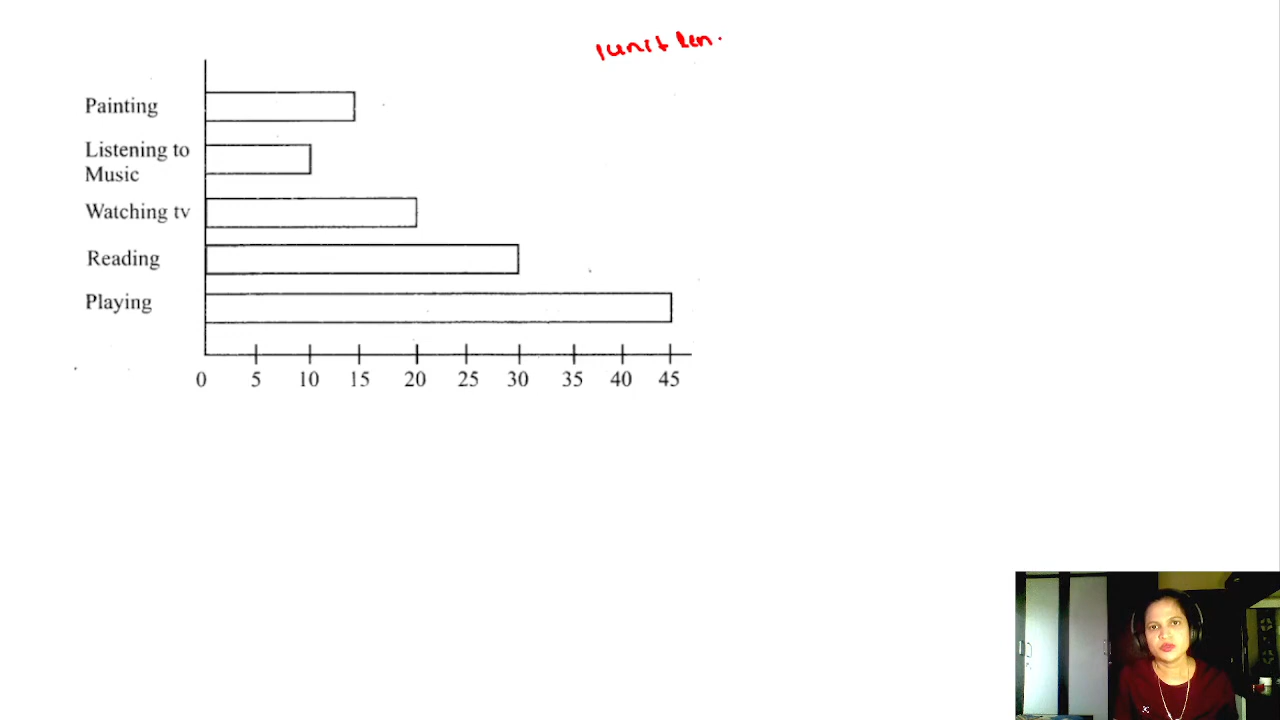 1unit len.
Painting
Listening to
Music
Watching tv
Reading
Playing
0 5 10 15 20 25 30 35 40 45